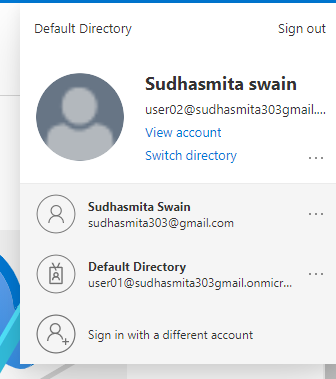 Default Directory Sign out
Sudhasmita swain
user02@sudhasmita303gmail....
View account
Switch directory ...
Sudhasmita Swain ...
sudhasmita303@gmail.com
Default Directory ...
user01@sudhasmita303gmail.onmicr...
Sign in with a different account